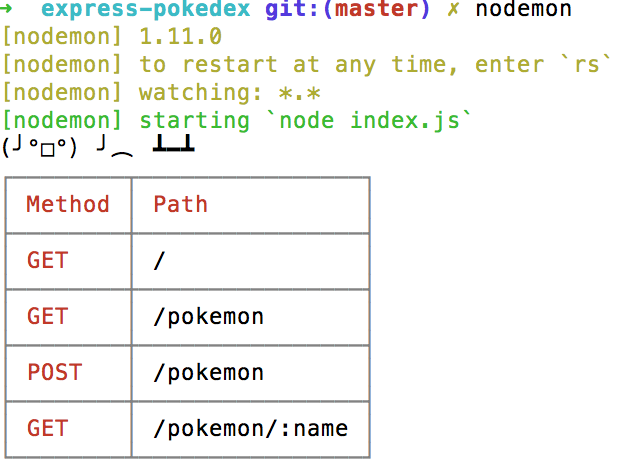 ➜ express-pokedex git:(master) ✗ nodemon
[nodemon] 1.11.0
[nodemon] to restart at any time, enter `rs`
[nodemon] watching: *.*
[nodemon] starting `node index.js`
(╯°□°) ╯︵ ┻━┻
Method Path
GET /
GET /pokemon
POST /pokemon
GET /pokemon/:name